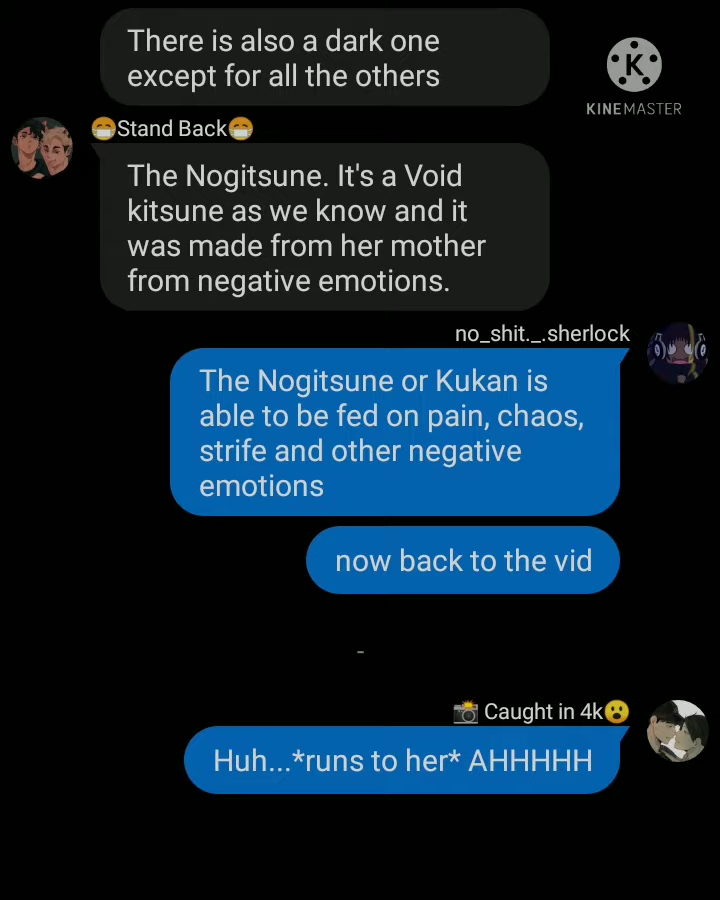 There is also a dark one
except for all the others
K
KINEMASTER
😷Stand Back😷
The Nogitsune. It's a Void
kitsune as we know and it
was made from her mother
from negative emotions.
no_shit._.sherlock
The Nogitsune or Kukan is
able to be fed on pain, chaos,
strife and other negative
emotions
now back to the vid
-
📸 Caught in 4k😮
Huh...*runs to her* AHHHHH